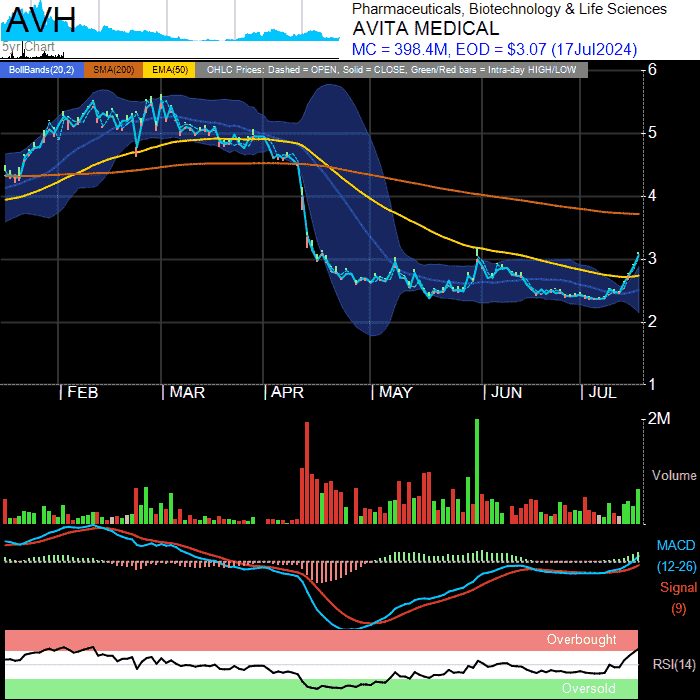 AVH
5yr Chart
Pharmaceuticals, Biotechnology & Life Sciences
AVITA MEDICAL
MC = 398.4M, EOD = $3.07 (17Jul2024)
BollBands(20,2) SMA(200) EMA(50) OHLC Prices: Dashed = OPEN, Solid = CLOSE, Green/Red bars = Intra-day HIGH/LOW
6
5
4
3
2
1
FEB MAR APR MAY JUN JUL
2M
Volume
MACD
(12-26)
Signal
(9)
Overbought
RSI(14)
Oversold